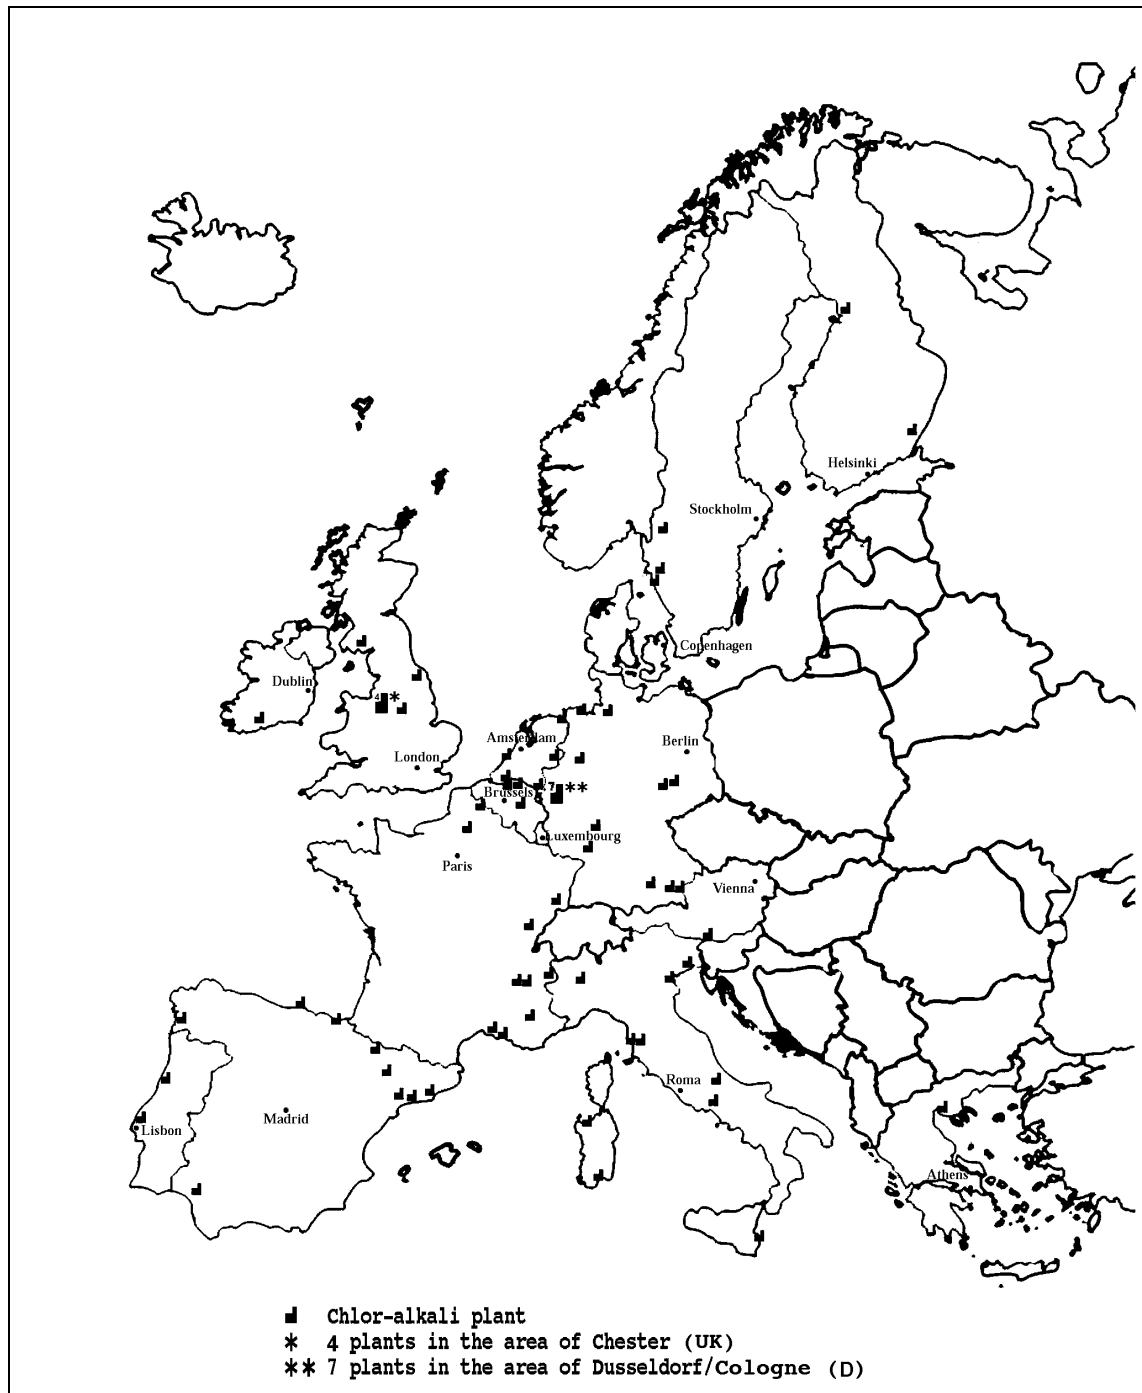 Helsinki
Stockholm
Copenhagen
Dublin
4*
Amsterdam
Berlin
London
7**
Brussels
Luxembourg
Paris
Vienna
Roma
Madrid
Lisbon
Athens
Chlor-alkali plant
* 4 plants in the area of Chester (UK)
** 7 plants in the area of Dusseldorf/Cologne (D)